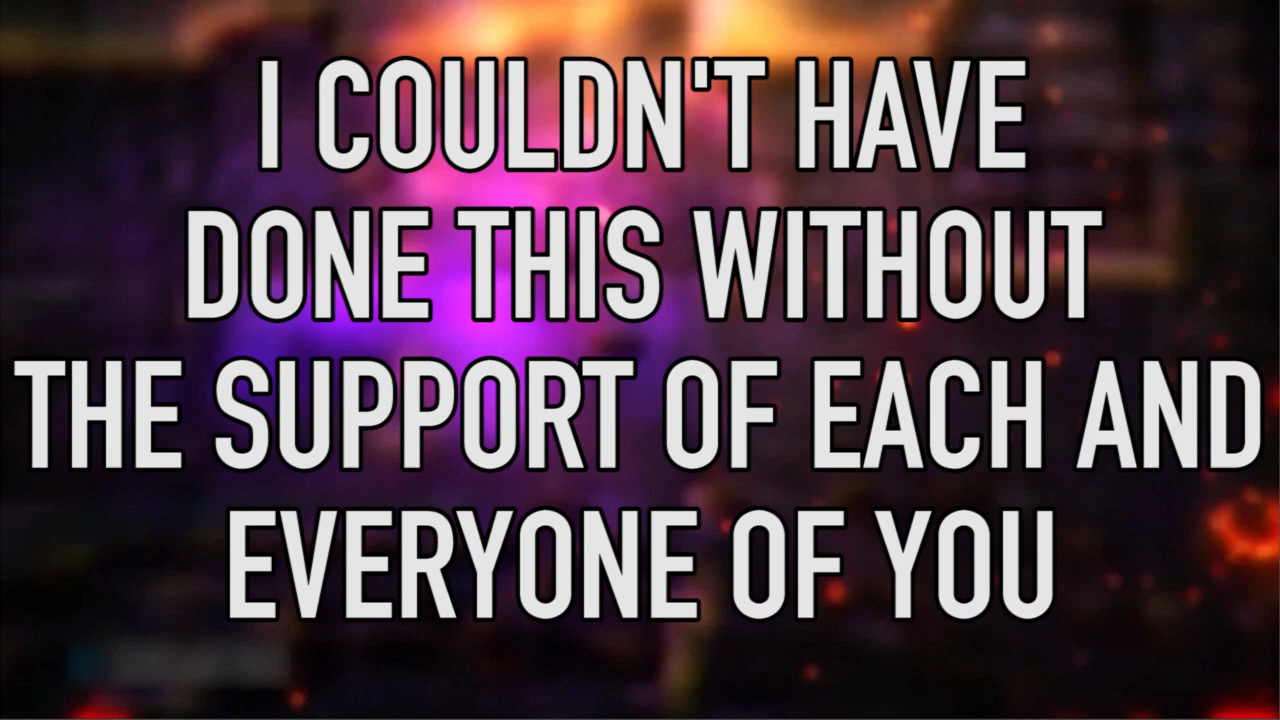 I COULDN'T HAVE
DONE THIS WITHOUT
THE SUPPORT OF EACH AND
EVERYONE OF YOU